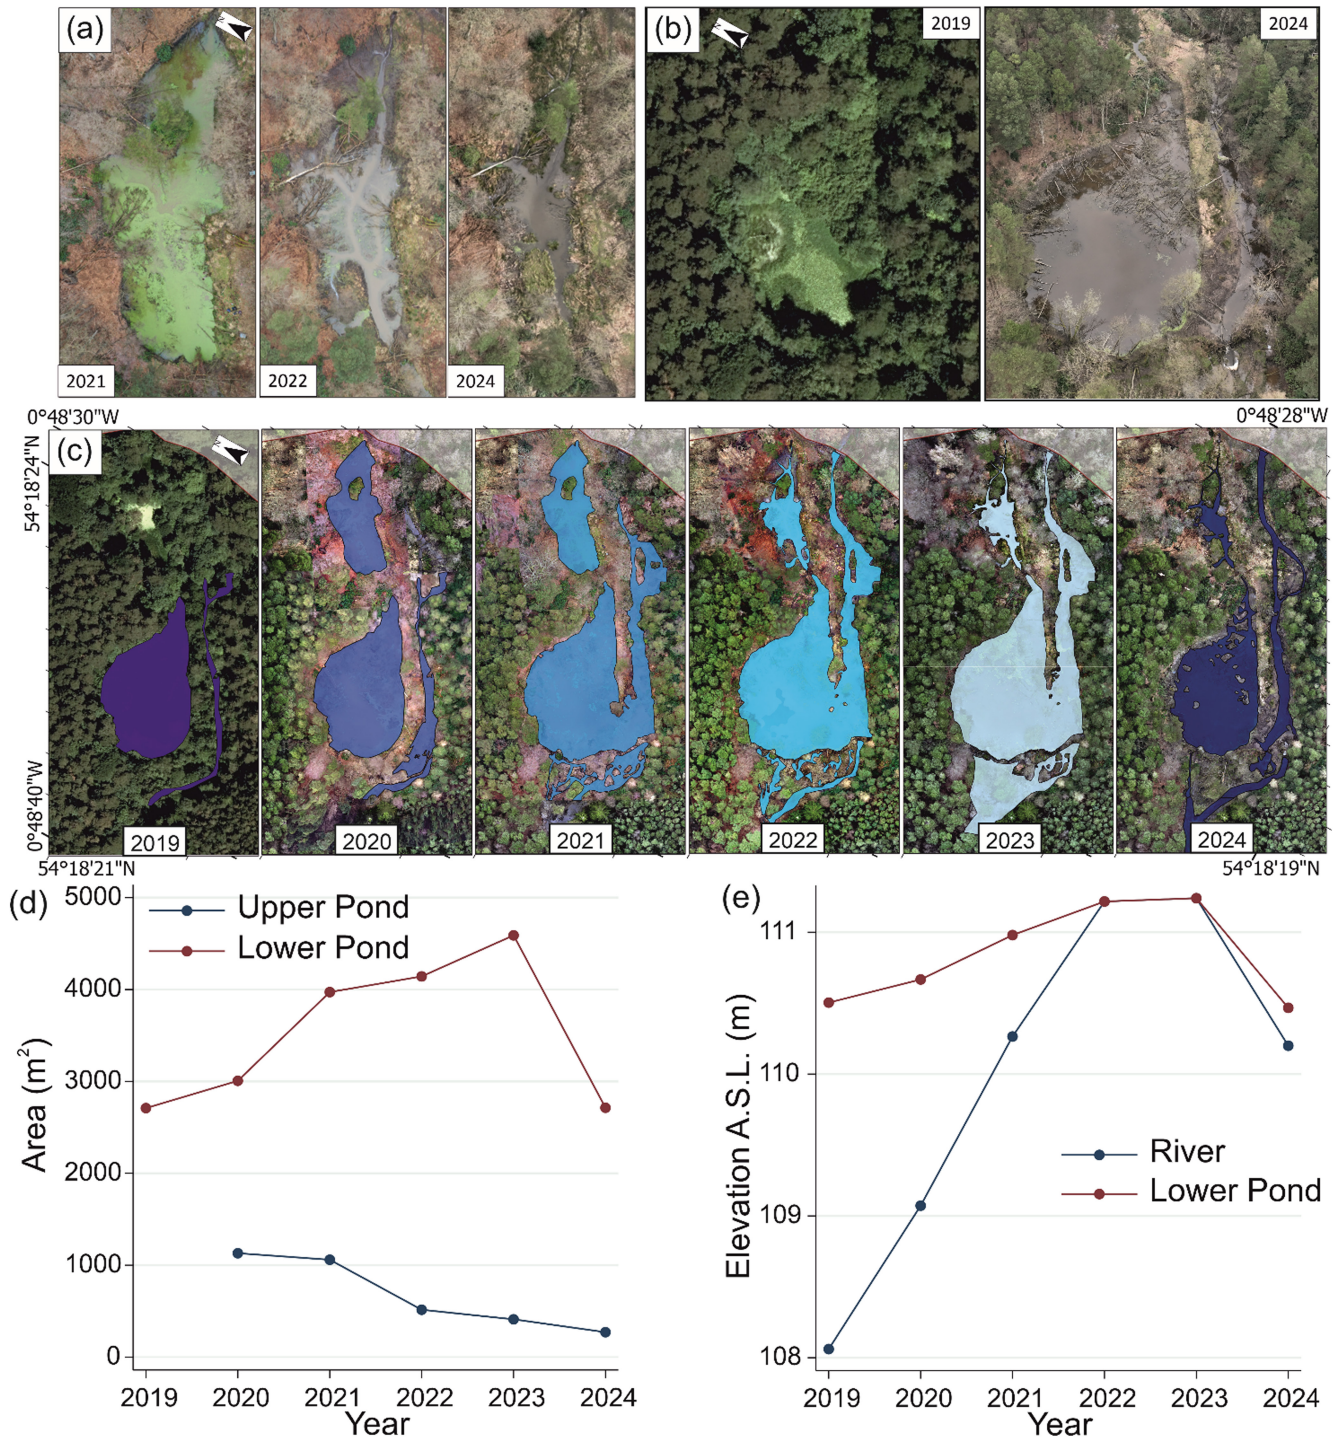 (a)
N
2021
2022
2024
(b)
N
2019
2024
0°48'30"W
0°48'28"W
54°18'24"N
(c)
N
0°48'40"W
2019
2020
2021
2022
2023
2024
54°18'21"N
54°18'19"N
(d)
Upper Pond
Lower Pond
5000
4000
3000
2000
1000
0
Area (m²)
2019 2020 2021 2022 2023 2024
Year
(e)
111
110
109
108
Elevation A.S.L. (m)
River
Lower Pond
2019 2020 2021 2022 2023 2024
Year